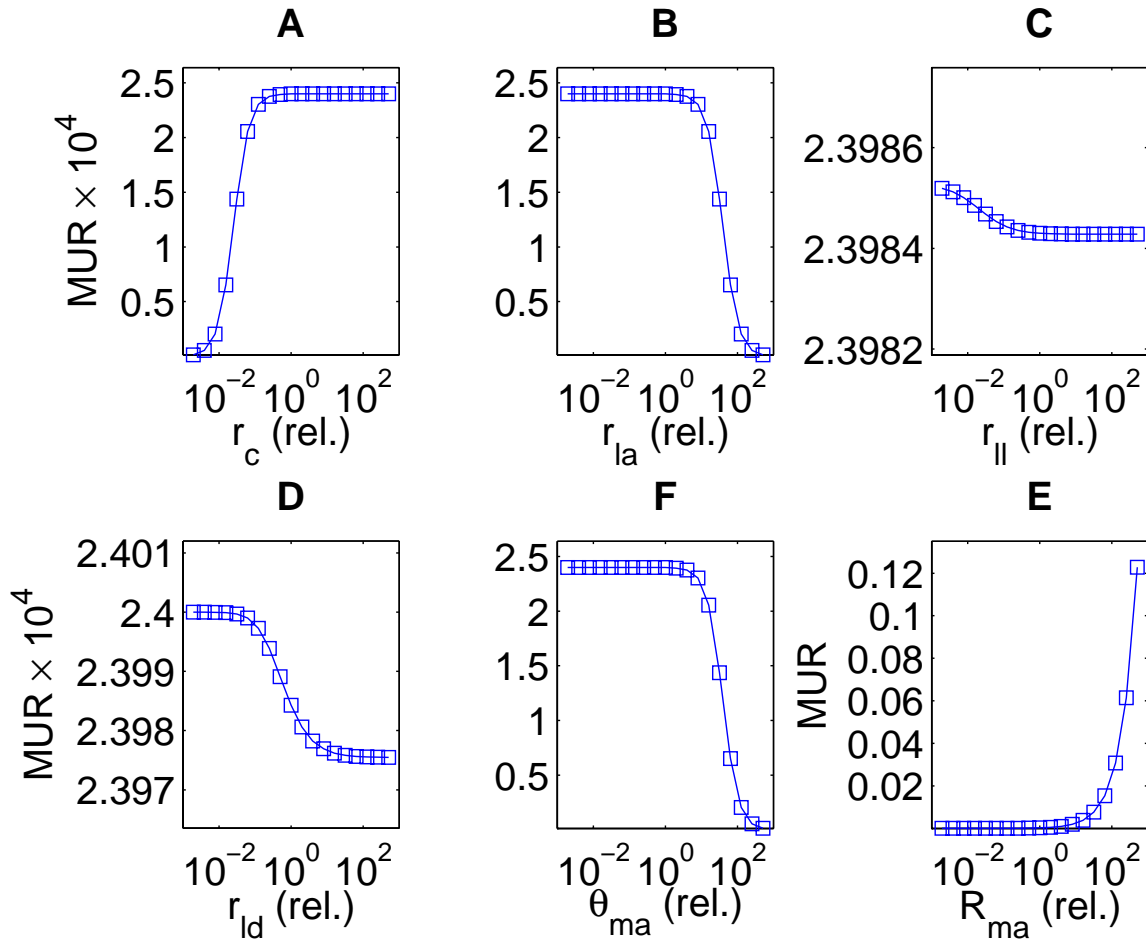 A
MUR × 10^4
2.5
2
1.5
1
0.5
10^−2 10^0 10^2
r_c (rel.)
B
2.5
2
1.5
1
0.5
10^−2 10^0 10^2
r_la (rel.)
C
2.3986
2.3984
2.3982
10^−2 10^0 10^2
r_ll (rel.)
D
MUR × 10^4
2.401
2.4
2.399
2.398
2.397
10^−2 10^0 10^2
r_ld (rel.)
F
2.5
2
1.5
1
0.5
10^−2 10^0 10^2
θ_ma (rel.)
E
MUR
0.12
0.1
0.08
0.06
0.04
0.02
10^−2 10^0 10^2
R_ma (rel.)